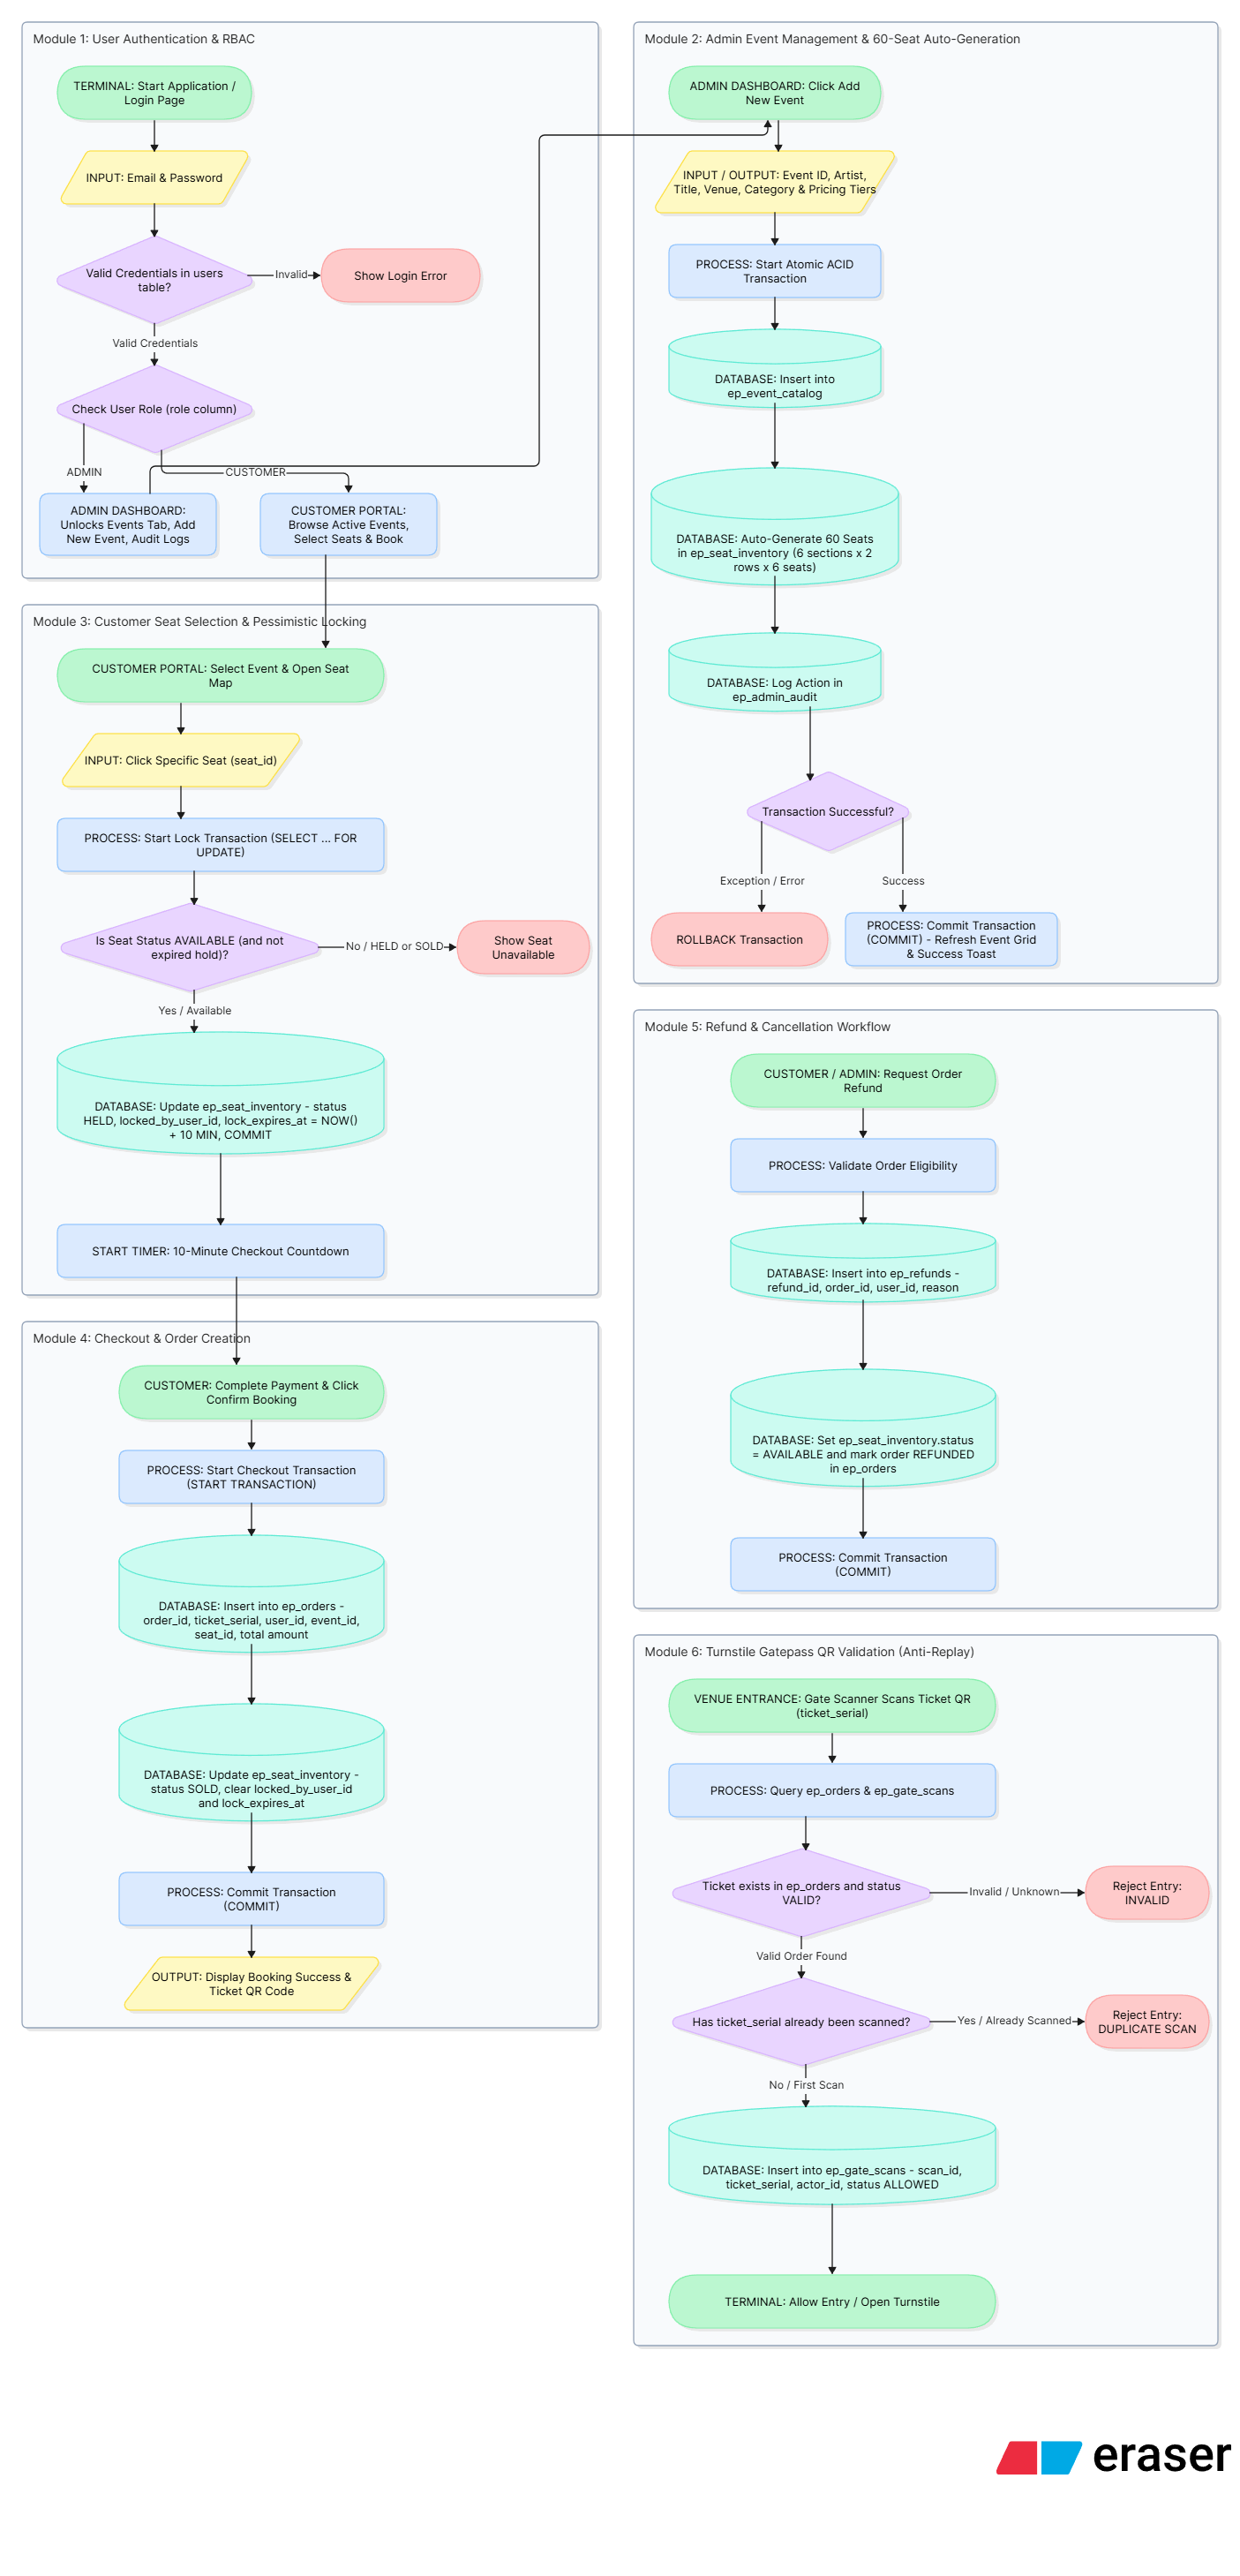 Module 1: User Authentication & RBAC
TERMINAL: Start Application /
Login Page
INPUT: Email & Password
Valid Credentials in users
table?
Invalid
Show Login Error
Valid Credentials
Check User Role (role column)
ADMIN
CUSTOMER
ADMIN DASHBOARD:
Unlocks Events Tab, Add
New Event, Audit Logs
CUSTOMER PORTAL:
Browse Active Events,
Select Seats & Book
Module 2: Admin Event Management & 60-Seat Auto-Generation
ADMIN DASHBOARD: Click Add
New Event
INPUT / OUTPUT: Event ID, Artist,
Title, Venue, Category & Pricing Tiers
PROCESS: Start Atomic ACID
Transaction
DATABASE: Insert into
ep_event_catalog
DATABASE: Auto-Generate 60 Seats
in ep_seat_inventory (6 sections x 2
rows x 6 seats)
DATABASE: Log Action in
ep_admin_audit
Transaction Successful?
Exception / Error
Success
ROLLBACK Transaction
PROCESS: Commit Transaction
(COMMIT) - Refresh Event Grid
& Success Toast
Module 3: Customer Seat Selection & Pessimistic Locking
CUSTOMER PORTAL: Select Event & Open Seat
Map
INPUT: Click Specific Seat (seat_id)
PROCESS: Start Lock Transaction (SELECT ... FOR
UPDATE)
Is Seat Status AVAILABLE (and not
expired hold)?
No / HELD or SOLD
Show Seat
Unavailable
Yes / Available
DATABASE: Update ep_seat_inventory - status
HELD, locked_by_user_id, lock_expires_at = NOW()
+ 10 MIN, COMMIT
START TIMER: 10-Minute Checkout Countdown
Module 4: Checkout & Order Creation
CUSTOMER: Complete Payment & Click
Confirm Booking
PROCESS: Start Checkout Transaction
(START TRANSACTION)
DATABASE: Insert into ep_orders -
order_id, ticket_serial, user_id, event_id,
seat_id, total amount
DATABASE: Update ep_seat_inventory -
status SOLD, clear locked_by_user_id
and lock_expires_at
PROCESS: Commit Transaction
(COMMIT)
OUTPUT: Display Booking Success &
Ticket QR Code
Module 5: Refund & Cancellation Workflow
CUSTOMER / ADMIN: Request Order
Refund
PROCESS: Validate Order Eligibility
DATABASE: Insert into ep_refunds -
refund_id, order_id, user_id, reason
DATABASE: Set ep_seat_inventory.status
= AVAILABLE and mark order REFUNDED
in ep_orders
PROCESS: Commit Transaction
(COMMIT)
Module 6: Turnstile Gatepass QR Validation (Anti-Replay)
VENUE ENTRANCE: Gate Scanner Scans Ticket QR
(ticket_serial)
PROCESS: Query ep_orders & ep_gate_scans
Ticket exists in ep_orders and status
VALID?
Invalid / Unknown
Reject Entry:
INVALID
Valid Order Found
Has ticket_serial already been scanned?
Yes / Already Scanned
Reject Entry:
DUPLICATE SCAN
No / First Scan
DATABASE: Insert into ep_gate_scans - scan_id,
ticket_serial, actor_id, status ALLOWED
TERMINAL: Allow Entry / Open Turnstile
eraser